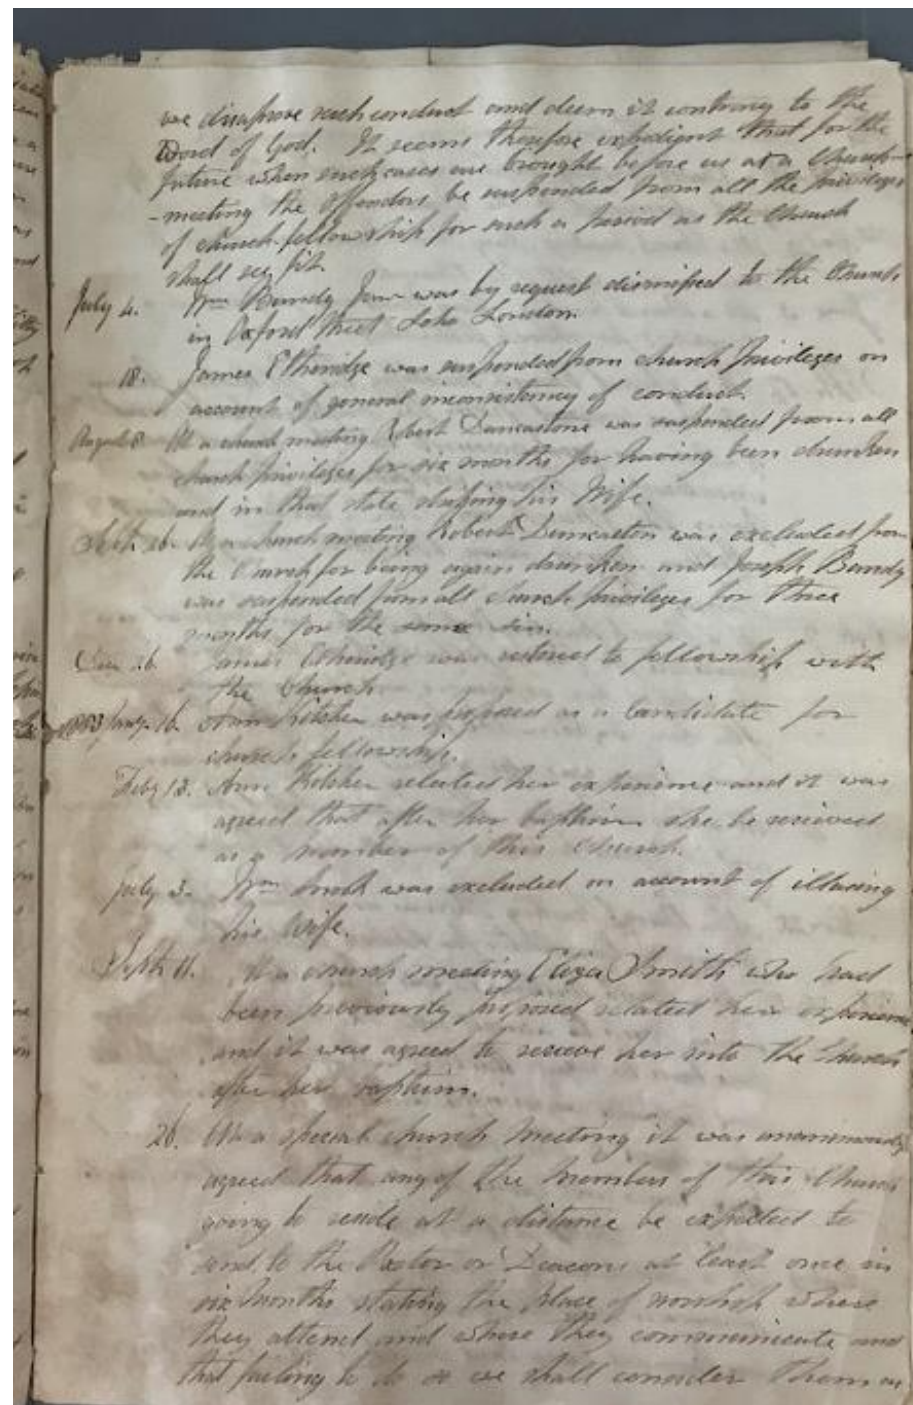 we disaprove such conduct and deem it contrary to the
Word of God. It seems therefore expedient that for the
future when such cases are brought before us at a Church
-meeting the offendors be suspended from all the privileges
of church-fellowship for such a period as the Church
shall see fit.
July 4. Wm Bundy Junr was by request dismissed to the Church
in Oxford Street Soho London.
18. James Etheridge was suspended from church privileges on
account of general inconsistency of conduct.
August 8 At a church meeting Robert Duncastone was suspended from all
church privileges for six months for having been drunken
and in that state striking his Wife.
Septr 26. At a church meeting Robert Duncaston was excluded from
the Church for being again drunken and Joseph Bundy
was suspended from all church privileges for three
months for the same sin.
Dec 26 James Etheridge was restored to fellowship with
the Church
Jany. 16. Ann Kitchen was proposed as a Candidate for
church fellowship.
Feby 13. Ann Kitchen related her experience and it was
agreed that after her baptism she be recieved
as a member of this Church.
July 3. Wm Smith was excluded on account of illusing
his Wife.
Septr 11. At a church meeting Eliza Smith who had
been previously proposed related her experience
and it was agreed to receive her into the Church
after her baptism.
26. At a special church meeting it was unanimously
agreed that any of the members of this Church
going to reside at a distance be expected to
send to the Pastor or Deacons at least once in
six months stating the place of worship where
they attend and where they communicate and
that failing to do so we shall consider them as